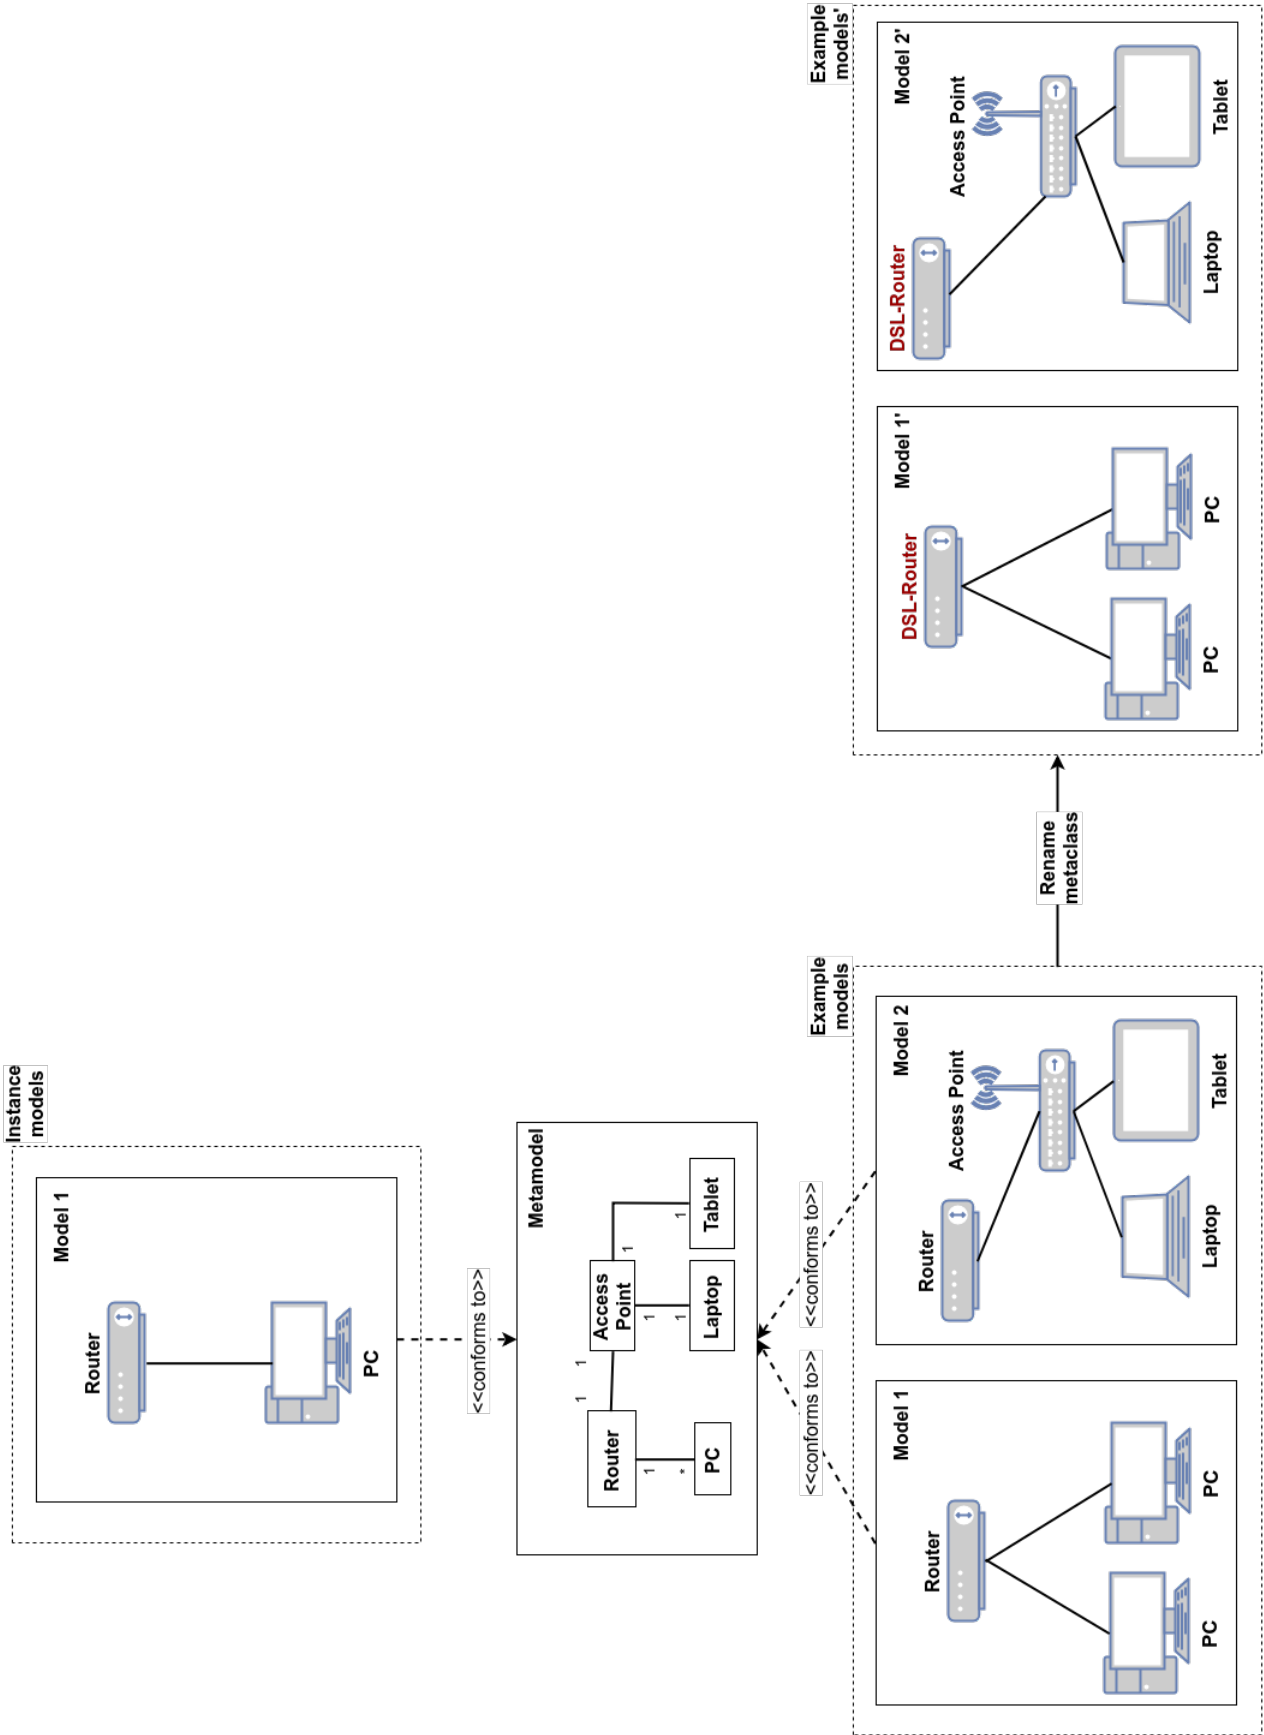 Instance
models
Model 1
Router
PC
<<conforms to>>
Metamodel
Router
1
1
Access
Point
1
*
PC
1
1
Laptop
1
1
Tablet
<<conforms to>>
<<conforms to>>
Example
models
Model 1
Router
PC
PC
Model 2
Router
Access Point
Laptop
Tablet
Rename
metaclass
Example
models'
Model 1'
DSL-Router
PC
PC
Model 2'
DSL-Router
Access Point
Laptop
Tablet